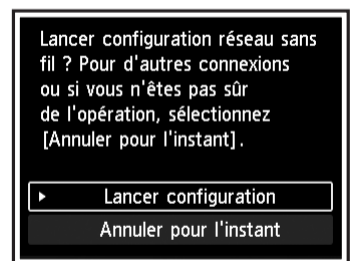 Lancer configuration réseau sans
fil ? Pour d'autres connexions
ou si vous n'êtes pas sûr
de l'opération, sélectionnez
[Annuler pour l'instant].
Lancer configuration
Annuler pour l'instant